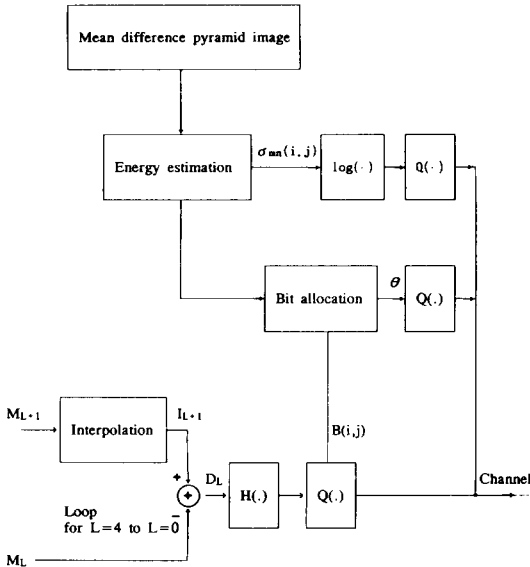 Mean difference pyramid image
Energy estimation
σmn(i,j)
log(·)
Q(·)
Bit allocation
θ
Q(.)
ML+1
Interpolation
IL+1
B(i,j)
+
+
DL
H(.)
Q(.)
Channel
Loop
for L=4 to L=0
-
ML